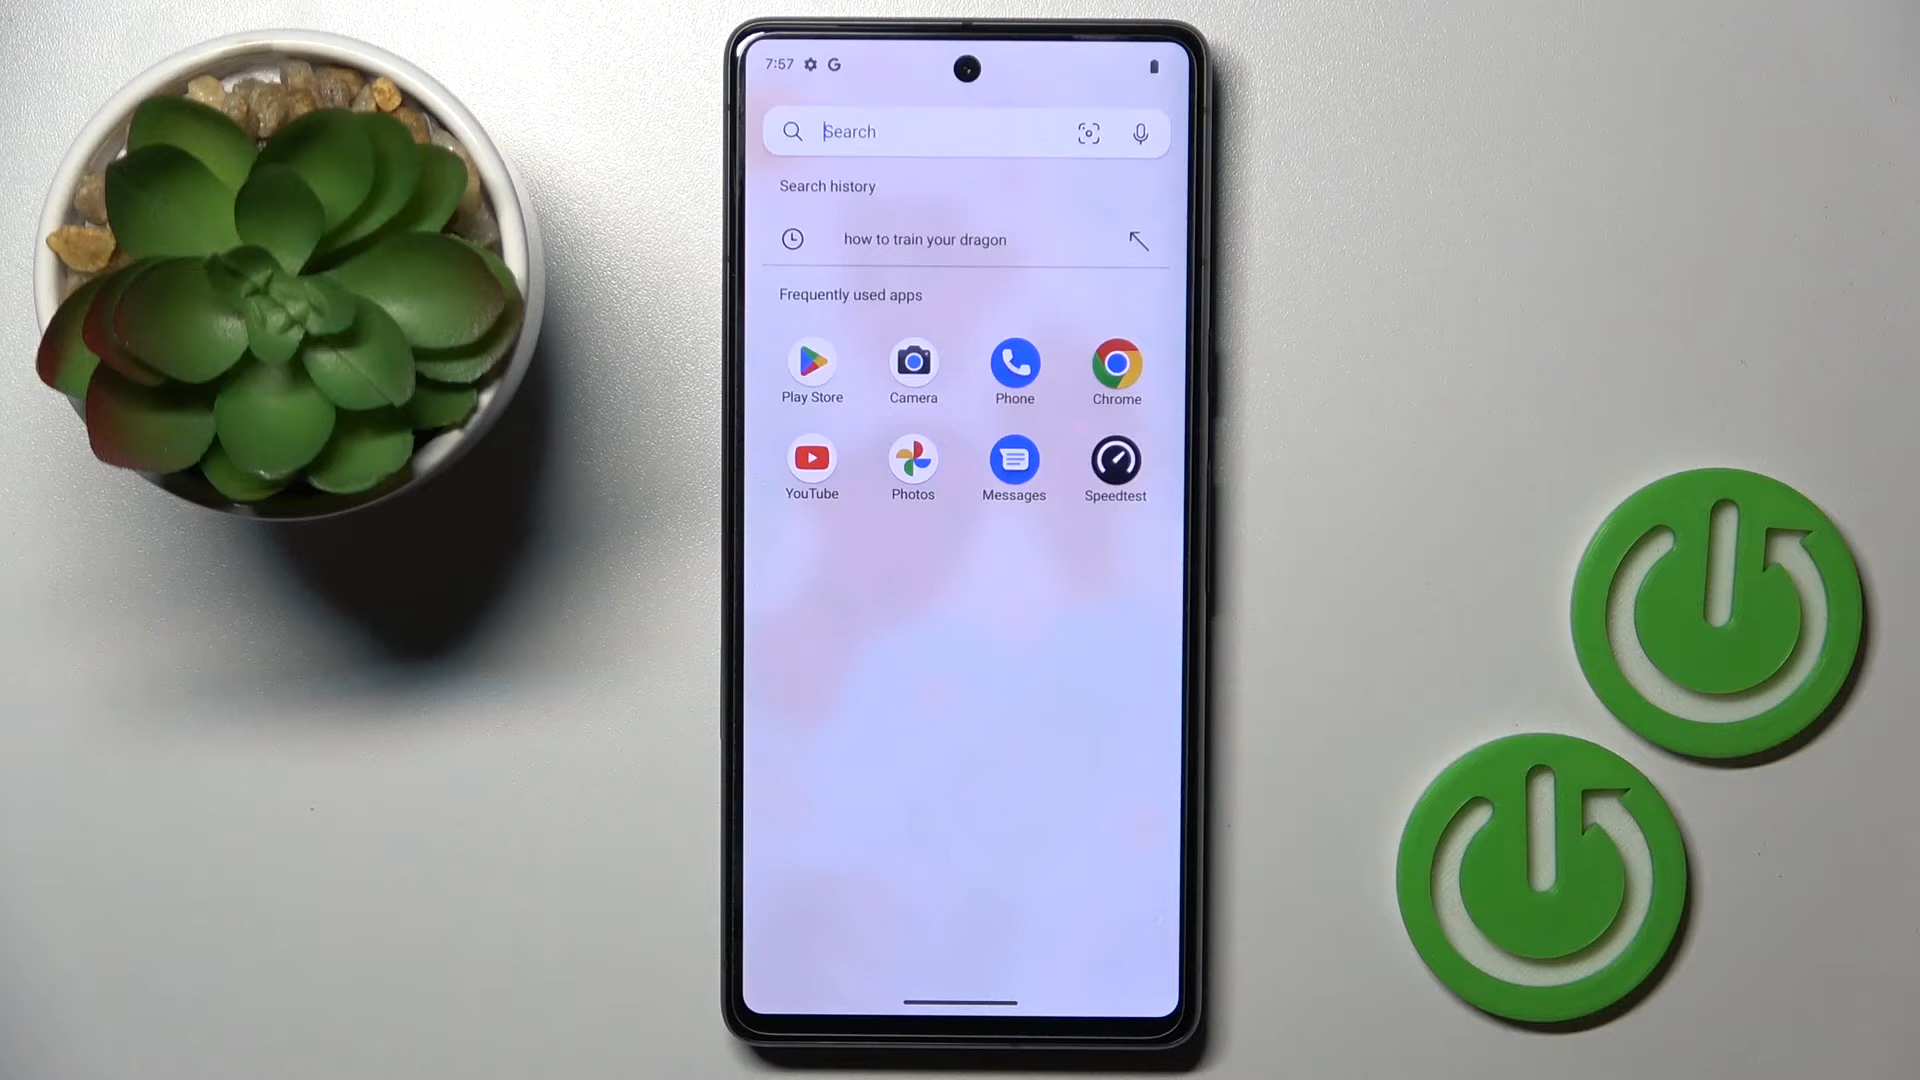 7:57 G
Search
Search history
how to train your dragon
Frequently used apps
Play Store Camera Phone Chrome
YouTube Photos Messages Speedtest